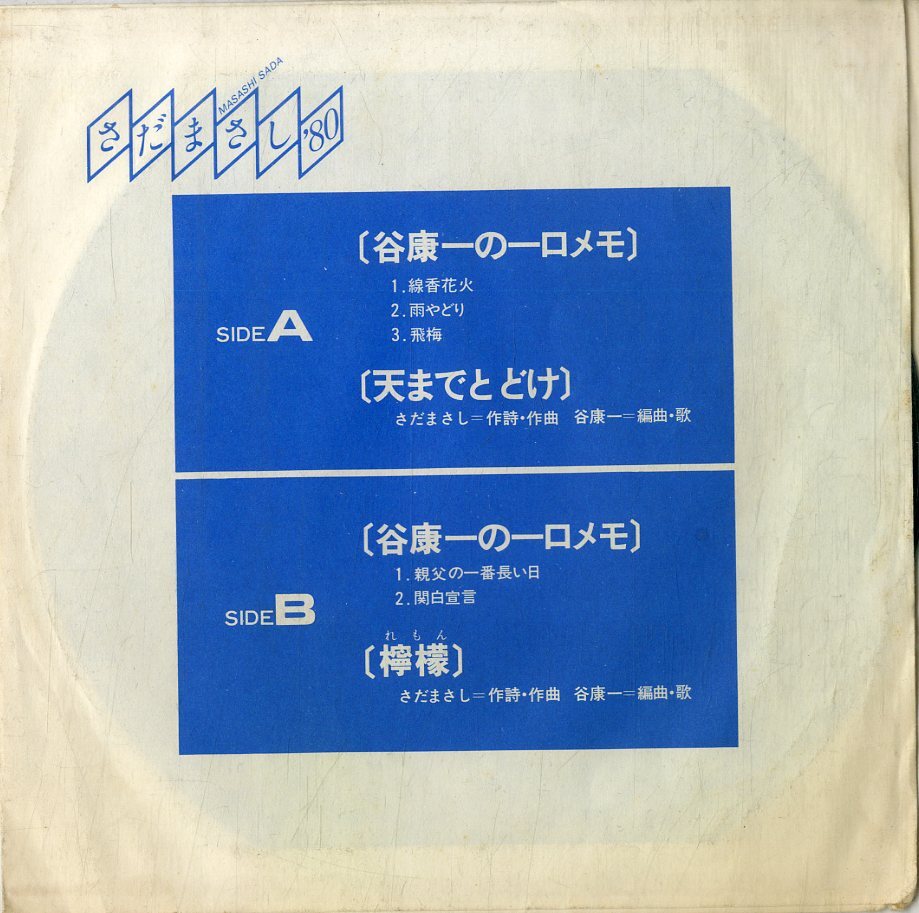 MASASHI SADA
さだまさし'80
SIDE A
〔谷康一の一口メモ〕
1.線香花火
2.雨やどり
3.飛梅
〔天までとどけ〕
さだまさし=作詩・作曲 谷康一=編曲・歌
SIDE B
〔谷康一の一口メモ〕
1.親父の一番長い日
2.関白宣言
れもん
〔檸檬〕
さだまさし=作詩・作曲 谷康一=編曲・歌